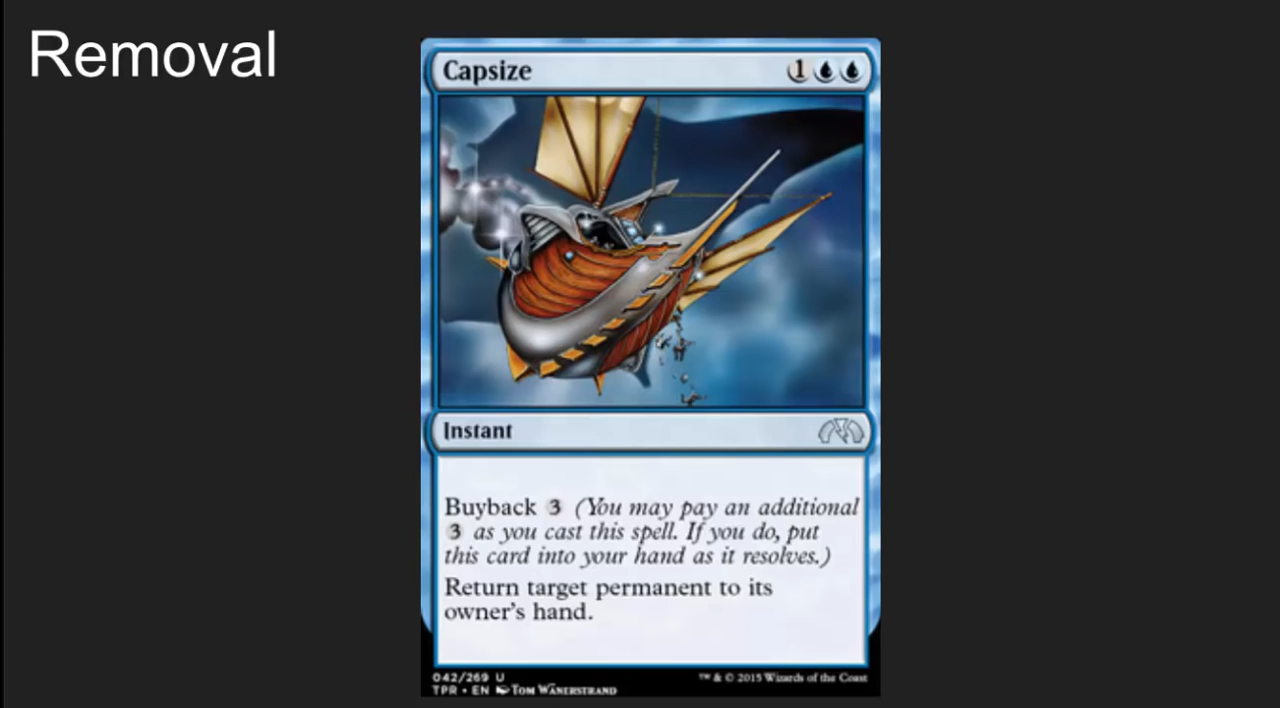 Removal
Capsize 1
Instant
Buyback 3 (You may pay an additional
3 as you cast this spell. If you do, put
this card into your hand as it resolves.)
Return target permanent to its
owner's hand.
042/269 U
TPR • EN Tom Wänerstrand
™ & © 2015 Wizards of the Coast